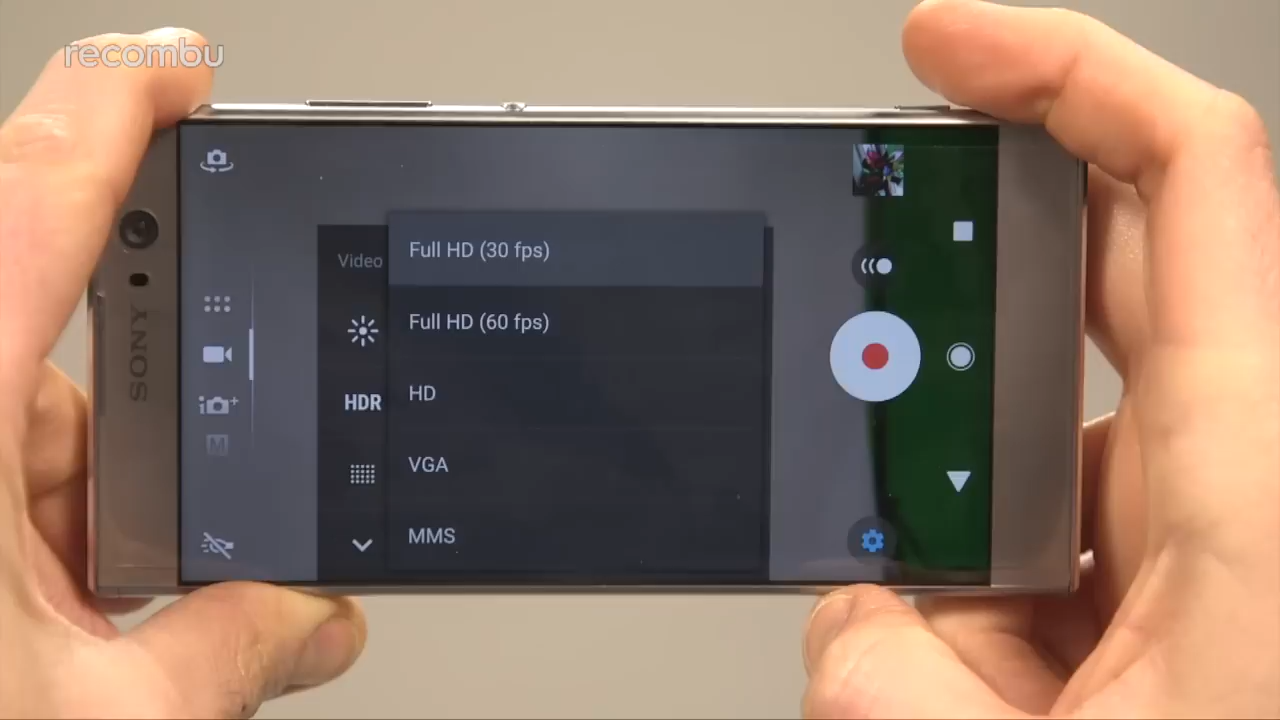 recombu
SONY
Video
Full HD (30 fps)
Full HD (60 fps)
HD
VGA
MMS
HDR
i
+
M